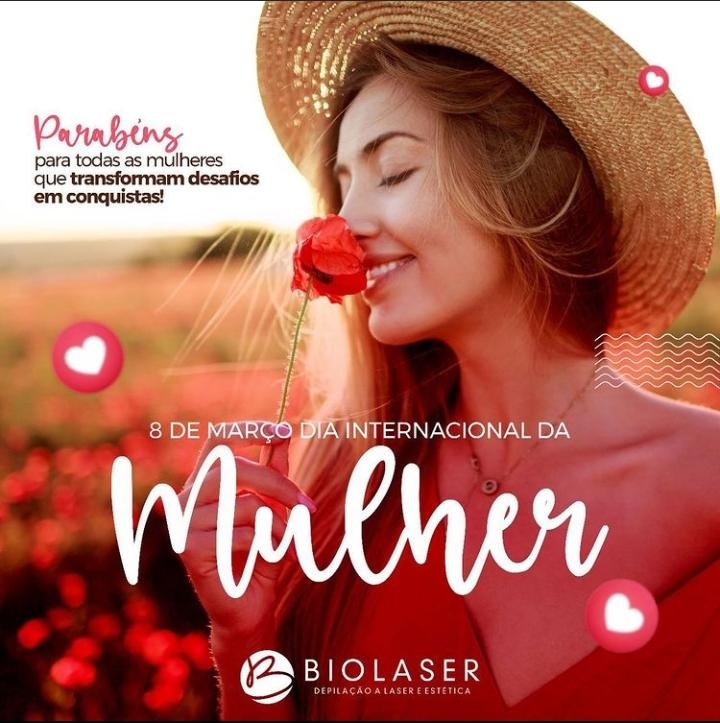 Parabéns
para todas as mulheres
que transformam desafios
em conquistas!
8 DE MARÇO DIA INTERNACIONAL DA
Mulher
BIOLASER
DEPILAÇÃO A LASER E ESTÉTICA